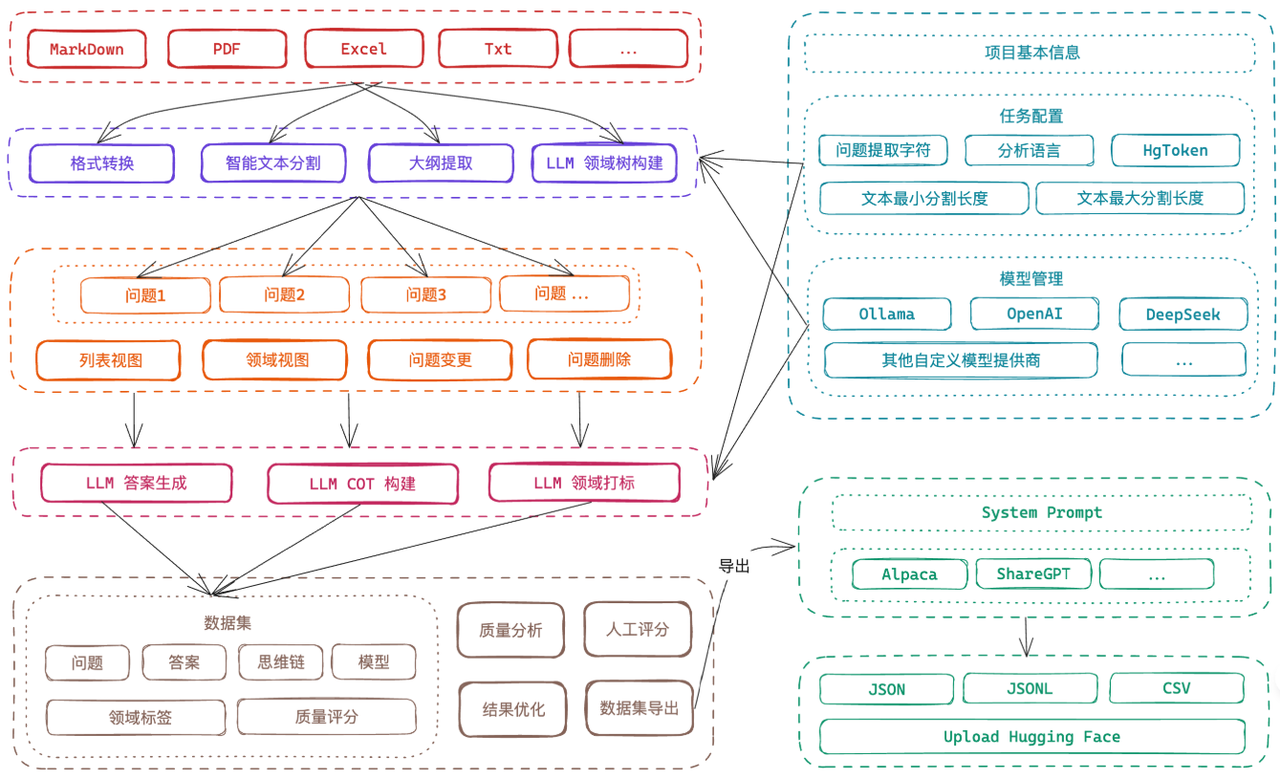 MarkDown
PDF
Excel
Txt
...
格式转换
智能文本分割
大纲提取
LLM 领域树构建
问题1
问题2
问题3
问题 ...
列表视图
领域视图
问题变更
问题删除
LLM 答案生成
LLM COT 构建
LLM 领域打标
数据集
问题
答案
思维链
模型
领域标签
质量评分
质量分析
人工评分
结果优化
数据集导出
导出
项目基本信息
任务配置
问题提取字符
分析语言
HgToken
文本最小分割长度
文本最大分割长度
模型管理
Ollama
OpenAI
DeepSeek
其他自定义模型提供商
...
System Prompt
Alpaca
ShareGPT
...
JSON
JSONL
CSV
Upload Hugging Face